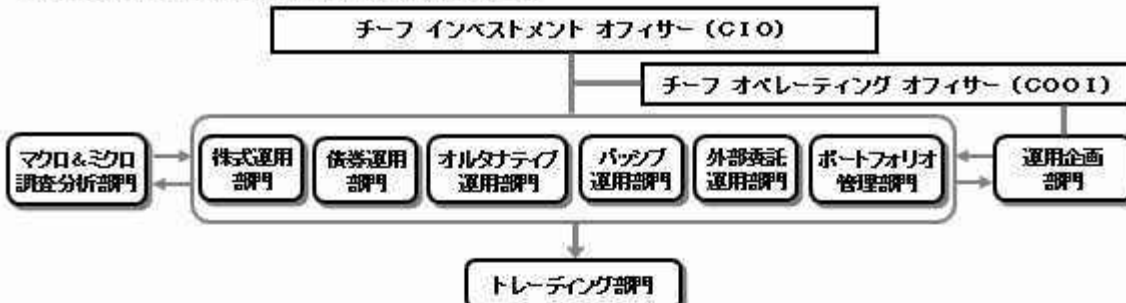 チーフ インベストメント オフィサー (CIO)
チーフ オペレーティング オフィサー (COOI)
マクロ&ミクロ
調査分析部門
株式運用
部門
債券運用
部門
オルタナティブ
運用部門
パッシブ
運用部門
外部委託
運用部門
ポートフォリオ
管理部門
運用企画
部門
トレーディング部門